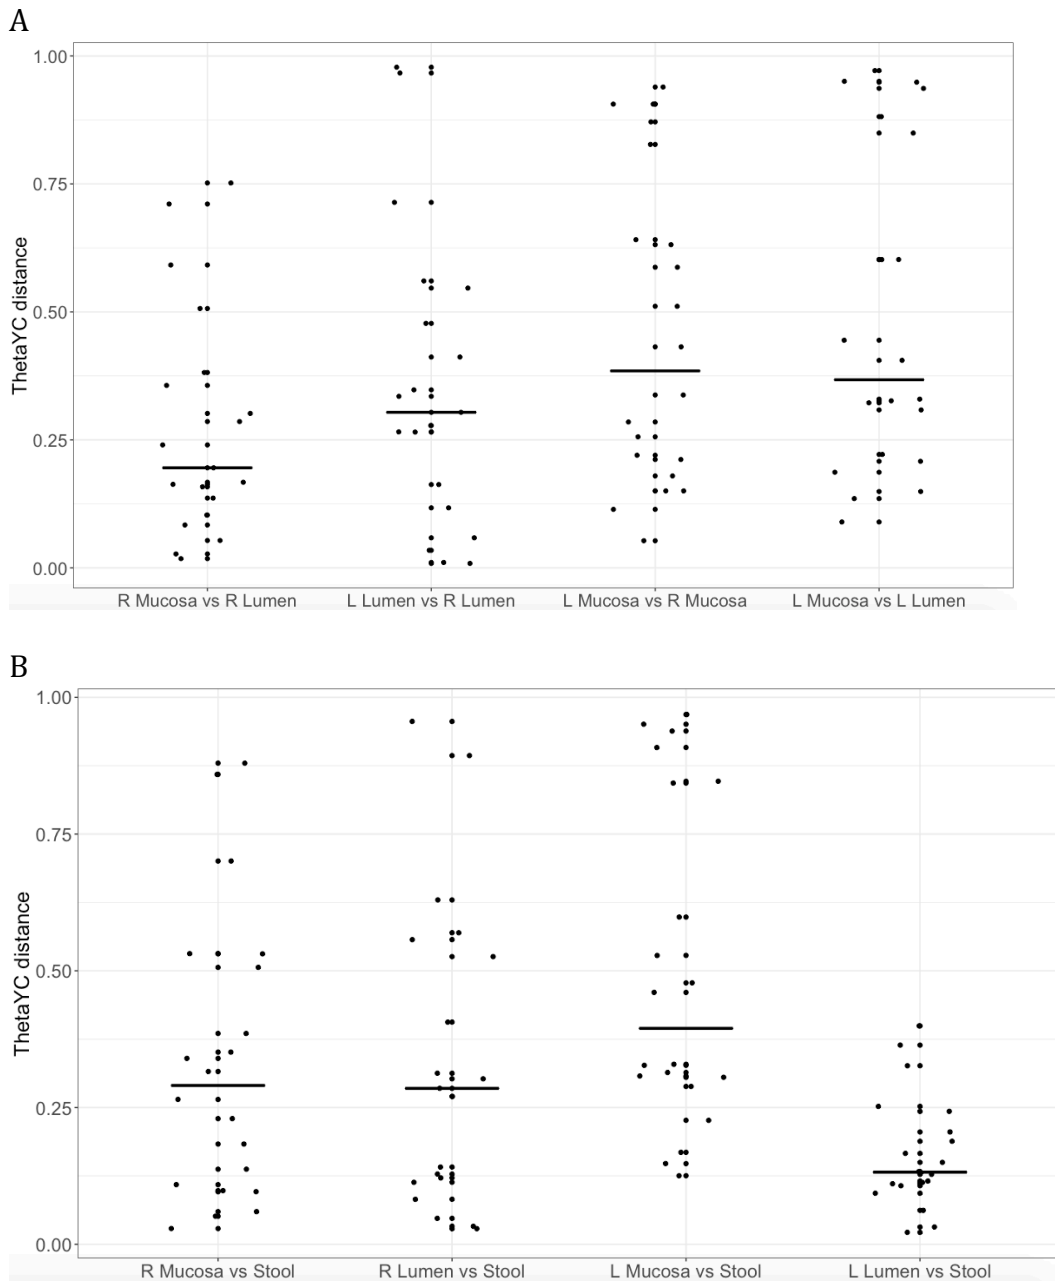 A
1.00
0.75
0.50
0.25
0.00
ThetaYC distance
R Mucosa vs R Lumen
L Lumen vs R Lumen
L Mucosa vs R Mucosa
L Mucosa vs L Lumen
B
1.00
0.75
0.50
0.25
0.00
ThetaYC distance
R Mucosa vs Stool
R Lumen vs Stool
L Mucosa vs Stool
L Lumen vs Stool